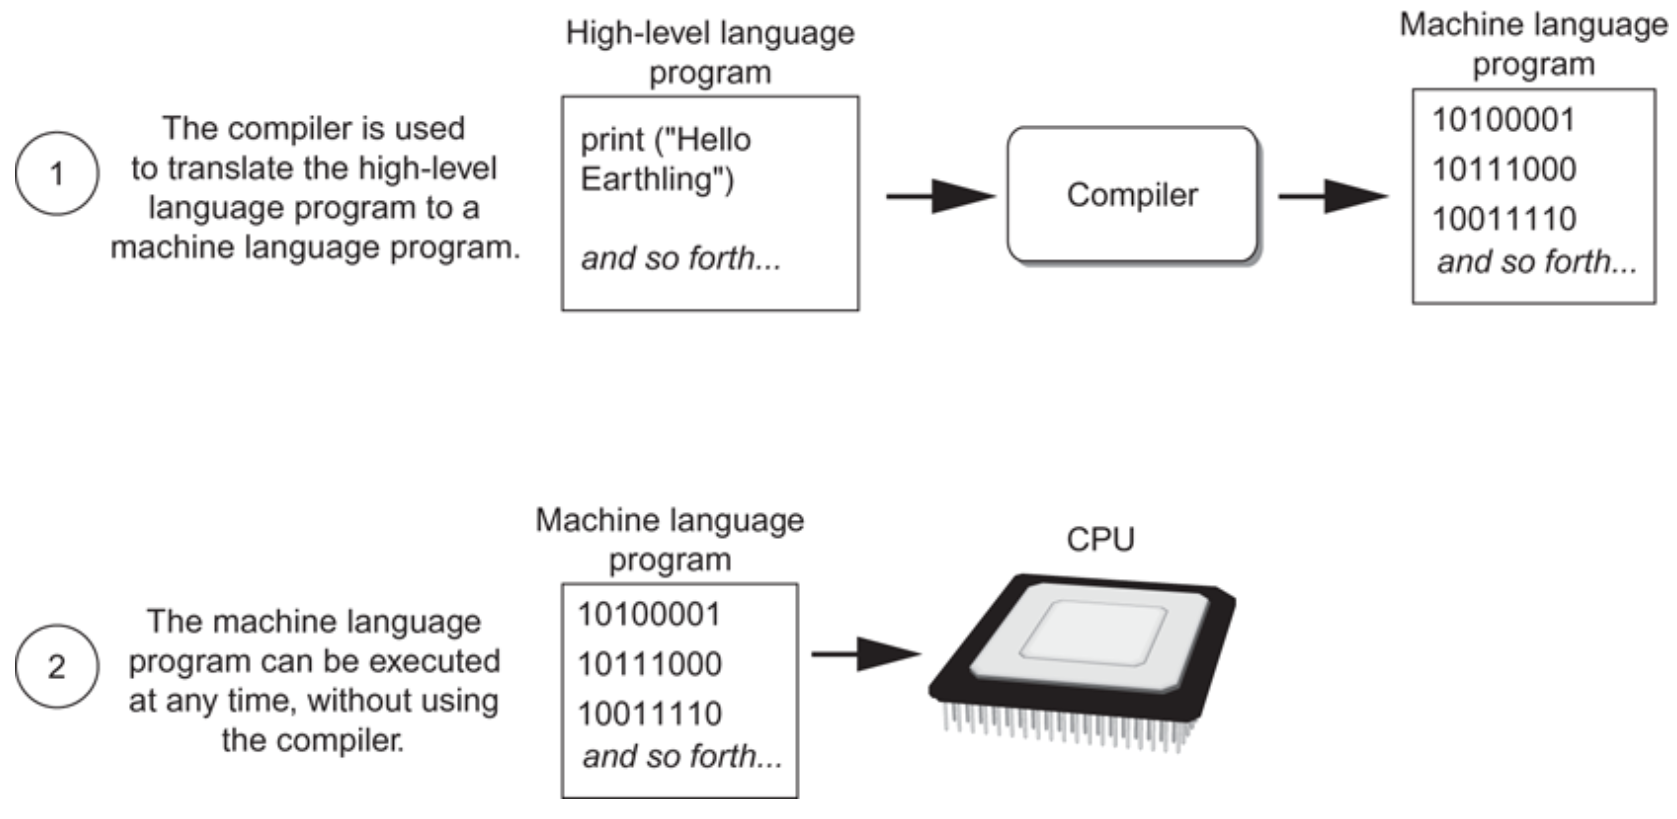 1
The compiler is used
to translate the high-level
language program to a
machine language program.
High-level language
program
print ("Hello
Earthling")
and so forth...
Compiler
Machine language
program
10100001
10111000
10011110
and so forth...
2
The machine language
program can be executed
at any time, without using
the compiler.
Machine language
program
10100001
10111000
10011110
and so forth...
CPU